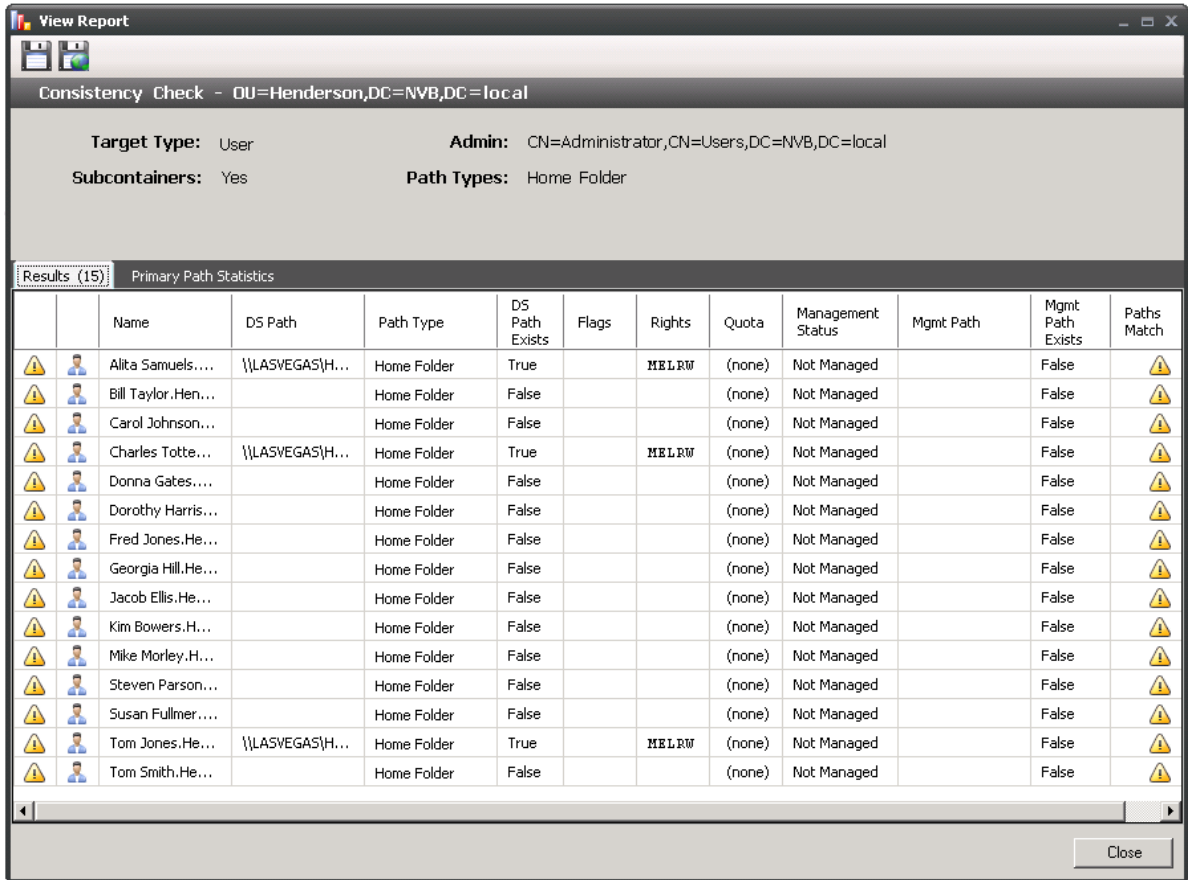 View Report
Consistency Check - OU=Henderson,DC=NVB,DC=local
Target Type: User Admin: CN=Administrator,CN=Users,DC=NVB,DC=local
Subcontainers: Yes Path Types: Home Folder
Results (15) Primary Path Statistics
Name DS Path Path Type DS Path Exists Flags Rights Quota Management Status Mgmt Path Mgmt Path Exists Paths Match
Alita Samuels.... \\LASVEGAS\H... Home Folder True MELRW (none) Not Managed False
Bill Taylor.Hen... Home Folder False (none) Not Managed False
Carol Johnson... Home Folder False (none) Not Managed False
Charles Totte... \\LASVEGAS\H... Home Folder True MELRW (none) Not Managed False
Donna Gates.... Home Folder False (none) Not Managed False
Dorothy Harris... Home Folder False (none) Not Managed False
Fred Jones.He... Home Folder False (none) Not Managed False
Georgia Hill.He... Home Folder False (none) Not Managed False
Jacob Ellis.He... Home Folder False (none) Not Managed False
Kim Bowers.H... Home Folder False (none) Not Managed False
Mike Morley.H... Home Folder False (none) Not Managed False
Steven Parson... Home Folder False (none) Not Managed False
Susan Fullmer.... Home Folder False (none) Not Managed False
Tom Jones.He... \\LASVEGAS\H... Home Folder True MELRW (none) Not Managed False
Tom Smith.He... Home Folder False (none) Not Managed False
Close